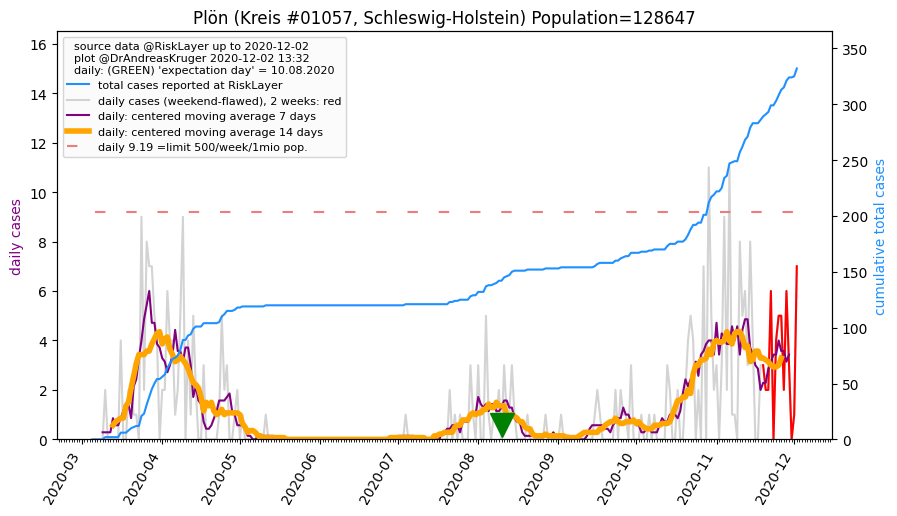 Plön (Kreis #01057, Schleswig-Holstein) Population=128647
source data @RiskLayer up to 2020-12-02
plot @DrAndreasKruger 2020-12-02 13:32
daily: (GREEN) 'expectation day' = 10.08.2020
total cases reported at RiskLayer
daily cases (weekend-flawed), 2 weeks: red
daily: centered moving average 7 days
daily: centered moving average 14 days
daily 9.19 =limit 500/week/1mio pop.
daily cases
16
14
12
10
8
6
4
2
0
350
300
250
200
150
100
50
0
cumulative total cases
2020-03
2020-04
2020-05
2020-06
2020-07
2020-08
2020-09
2020-10
2020-11
2020-12